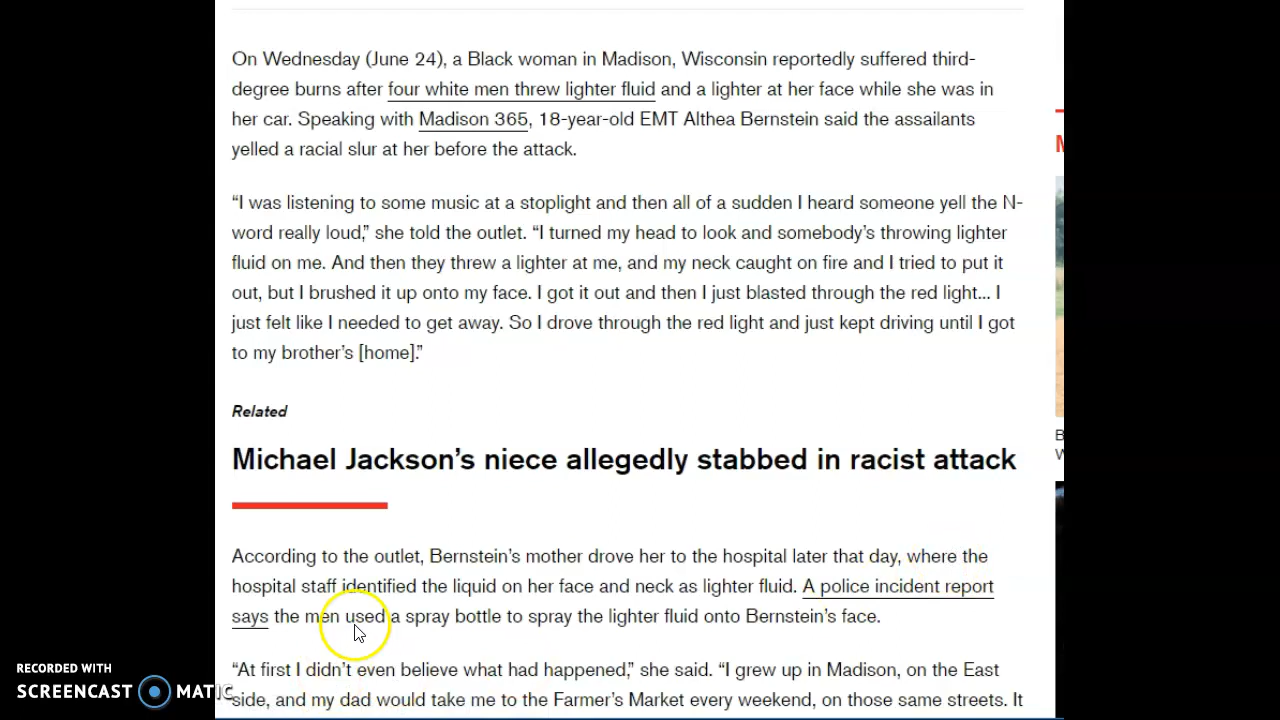 On Wednesday (June 24), a Black woman in Madison, Wisconsin reportedly suffered third-
degree burns after four white men threw lighter fluid and a lighter at her face while she was in
her car. Speaking with Madison 365, 18-year-old EMT Althea Bernstein said the assailants
yelled a racial slur at her before the attack.
“I was listening to some music at a stoplight and then all of a sudden I heard someone yell the N-
word really loud,” she told the outlet. “I turned my head to look and somebody’s throwing lighter
fluid on me. And then they threw a lighter at me, and my neck caught on fire and I tried to put it
out, but I brushed it up onto my face. I got it out and then I just blasted through the red light... I
just felt like I needed to get away. So I drove through the red light and just kept driving until I got
to my brother’s [home].”
Related
Michael Jackson’s niece allegedly stabbed in racist attack
According to the outlet, Bernstein’s mother drove her to the hospital later that day, where the
hospital staff identified the liquid on her face and neck as lighter fluid. A police incident report
says the men used a spray bottle to spray the lighter fluid onto Bernstein’s face.
“At first I didn’t even believe what had happened,” she said. “I grew up in Madison, on the East
side, and my dad would take me to the Farmer’s Market every weekend, on those same streets. It
RECORDED WITH
SCREENCAST MATIC